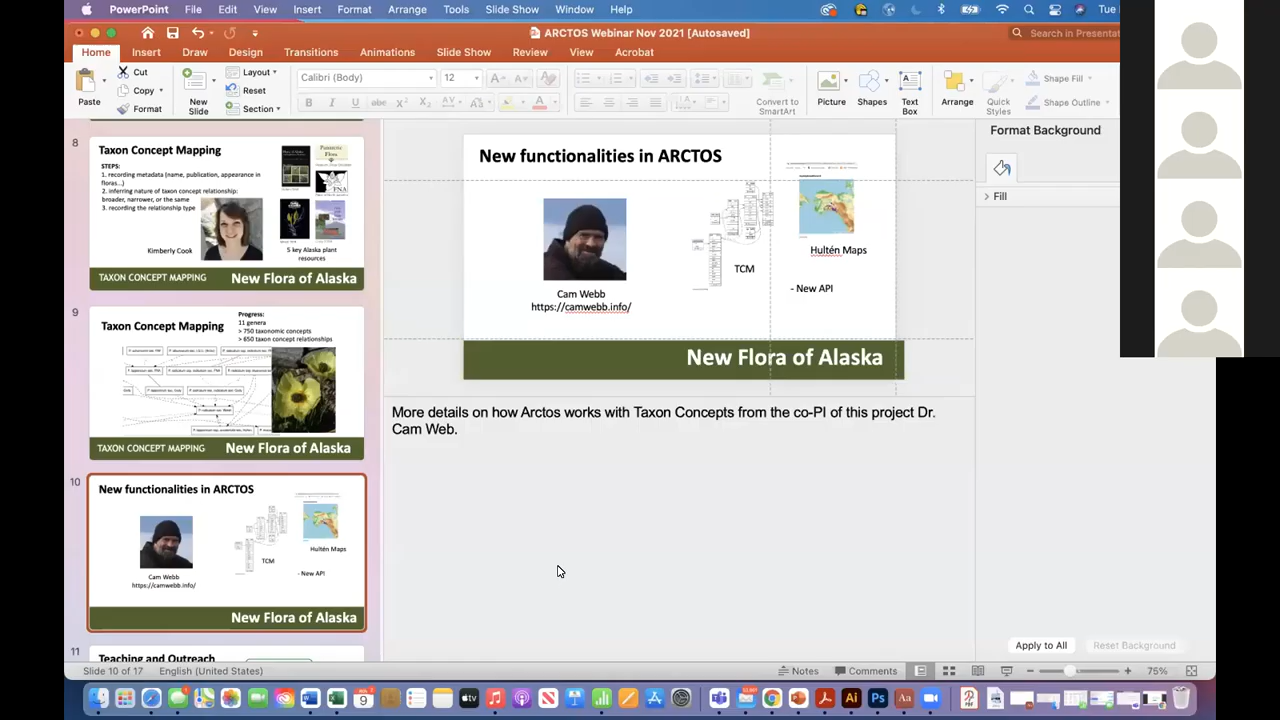 PowerPoint File Edit View Insert Format Arrange Tools Slide Show Window Help Tue
ARCTOS Webinar Nov 2021 [Autosaved]
Search in Presentat
Home Insert Draw Design Transitions Animations Slide Show Review View Acrobat
Paste
Cut
Copy
Format
New Slide
Layout
Reset
Section
Calibri (Body) 12
Convert to SmartArt
Picture
Shapes
Text Box
Arrange
Quick Styles
Shape Fill
Shape Outline
8
Taxon Concept Mapping
STEPS:
1. recording metadata (name, publication, appearance in
floras...)
2. inferring nature of taxon concept relationship:
broader, narrower, or the same
3. recording the relationship type
Kimberly Cook
5 key Alaska plant
resources
TAXON CONCEPT MAPPING New Flora of Alaska
9
Taxon Concept Mapping
Progress:
11 genera
> 750 taxonomic concepts
> 650 taxon concept relationships
TAXON CONCEPT MAPPING New Flora of Alaska
10
New functionalities in ARCTOS
Cam Webb
https://camwebb.info/
TCM
Hultén Maps
- New API
New Flora of Alaska
11
Teaching and Outreach
New functionalities in ARCTOS
Cam Webb
https://camwebb.info/
TCM
Hultén Maps
- New API
New Flora of Alaska
More details on how Arctos works with Taxon Concepts from the co-PI of this project Dr.
Cam Web.
Format Background
Fill
Apply to All Reset Background
Slide 10 of 17 English (United States) Notes Comments 75%